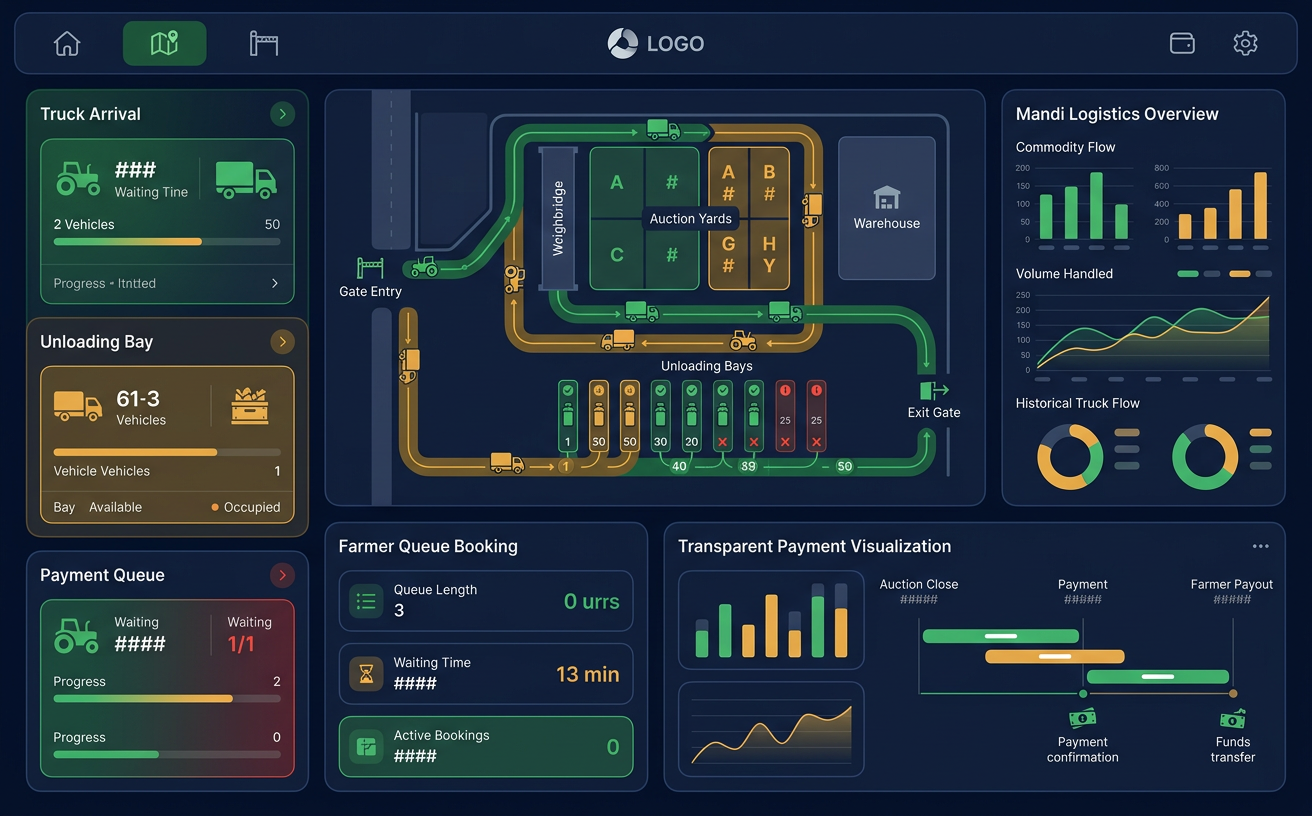 LOGO
Truck Arrival
###
Waiting Tine
2 Vehicles 50
Progress - Itntted
Unloading Bay
61-3
Vehicles
Vehicle Vehicles 1
Bay Available Occupied
Payment Queue
Waiting
####
Waiting
1/1
Progress 2
Progress 0
Gate Entry
Weighbridge
A #
C #
A B
# #
G H
# Y
Auction Yards
Warehouse
Unloading Bays
1 50 50 30 20 25 25
1 40 39 50
Exit Gate
Mandi Logistics Overview
Commodity Flow
200
150
100
50
0
800
600
400
200
0
Volume Handled
250
200
150
100
50
0
Historical Truck Flow
Farmer Queue Booking
Queue Length
3
0 urrs
Waiting Time
####
13 min
Active Bookings
####
0
Transparent Payment Visualization
Auction Close
#####
Payment
#####
Farmer Payout
#####
Payment
confirmation
Funds
transfer